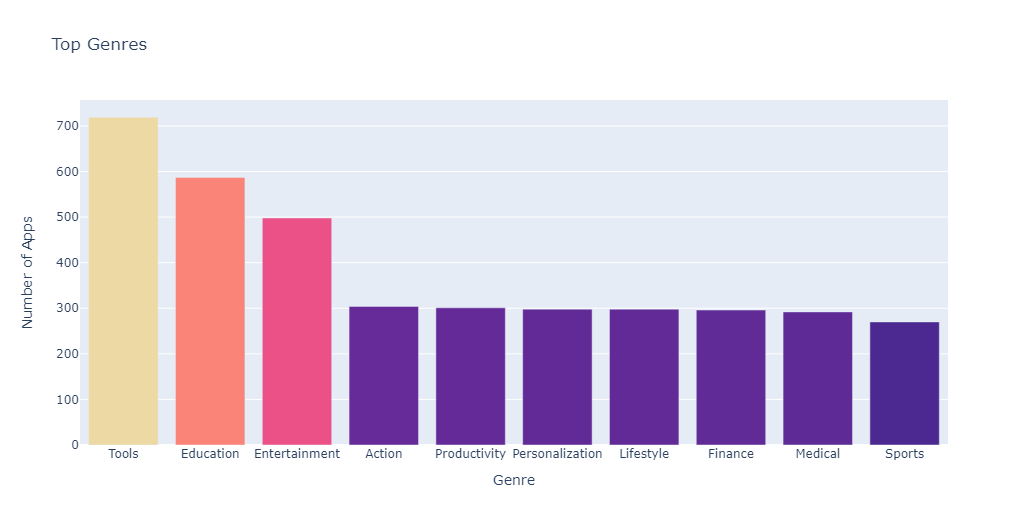 Top Genres
Number of Apps
700
600
500
400
300
200
100
0
Tools Education Entertainment Action Productivity Personalization Lifestyle Finance Medical Sports
Genre